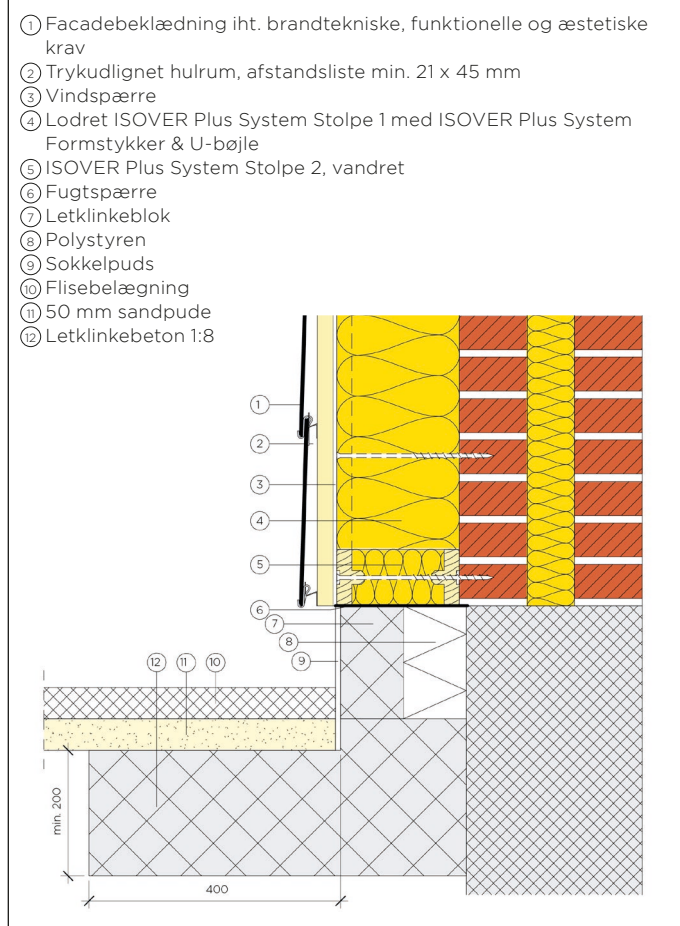 1 Facadebeklædning iht. brandtekniske, funktionelle og æstetiske
krav
2 Trykudlignet hulrum, afstandsliste min. 21 x 45 mm
3 Vindspærre
4 Lodret ISOVER Plus System Stolpe 1 med ISOVER Plus System
Formstykker & U-bøjle
5 ISOVER Plus System Stolpe 2, vandret
6 Fugtspærre
7 Letklinkeblok
8 Polystyren
9 Sokkelpuds
10 Flisebelægning
11 50 mm sandpude
12 Letklinkebeton 1:8
1
2
3
4
5
6
7
8
9
12 11 10
min. 200
400